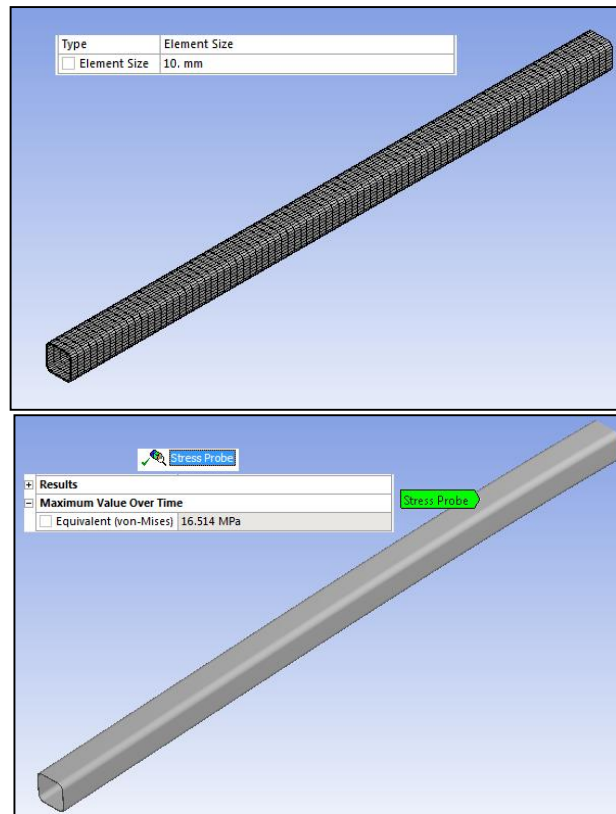 Type Element Size
Element Size 10. mm
Stress Probe
Results
Maximum Value Over Time
Equivalent (von-Mises) 16.514 MPa
Stress Probe